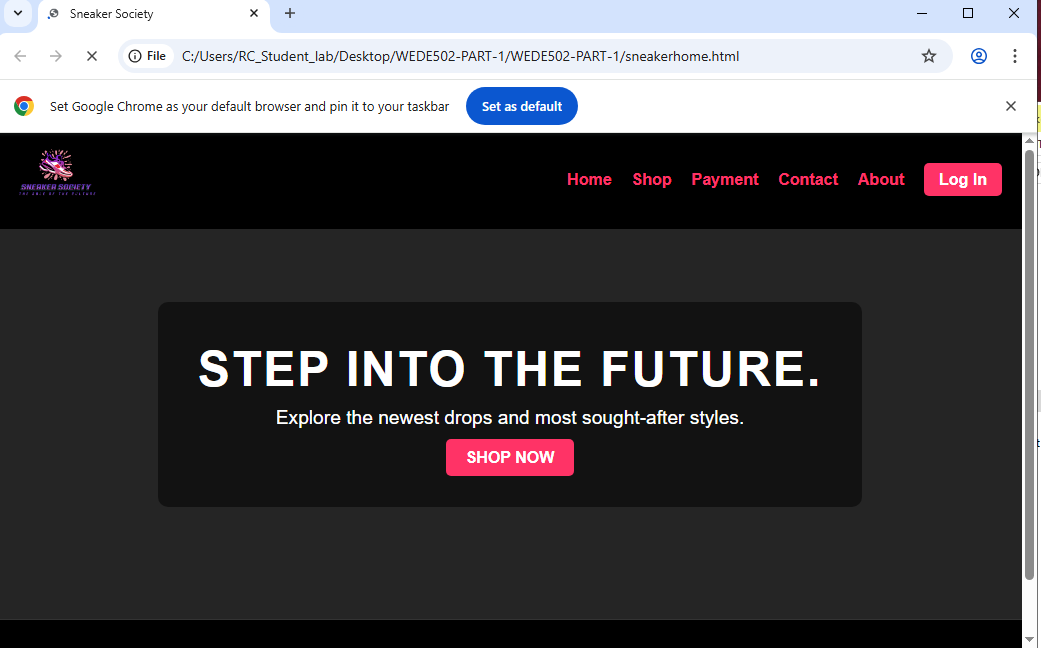 Sneaker Society
File C:/Users/RC_Student_lab/Desktop/WEDE502-PART-1/WEDE502-PART-1/sneakerhome.html
Set Google Chrome as your default browser and pin it to your taskbar Set as default
SNEAKER SOCIETY
Home Shop Payment Contact About Log In
STEP INTO THE FUTURE.
Explore the newest drops and most sought-after styles.
SHOP NOW